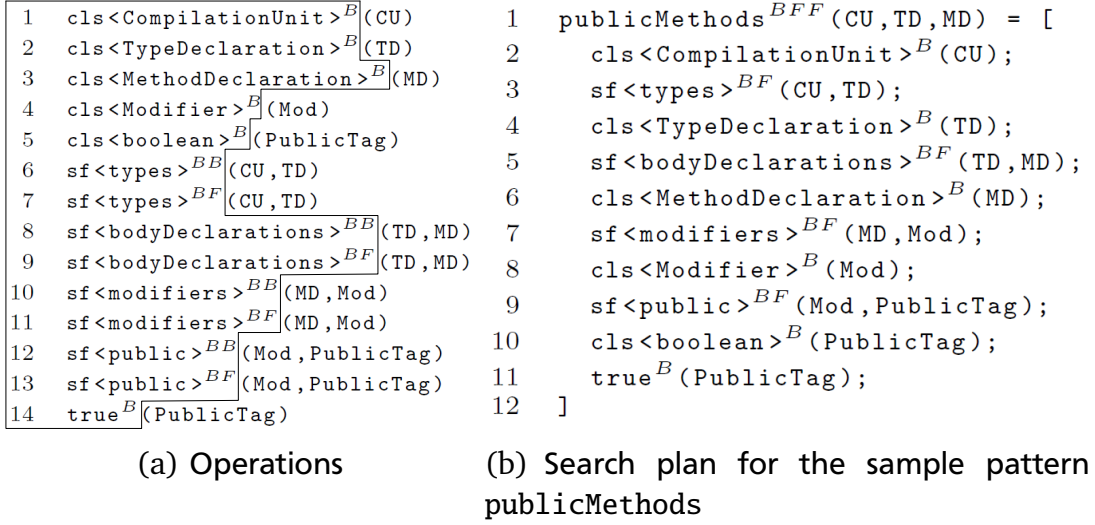 1 cls<CompilationUnit>^B(CU)
2 cls<TypeDeclaration>^B(TD)
3 cls<MethodDeclaration>^B(MD)
4 cls<Modifier>^B(Mod)
5 cls<boolean>^B(PublicTag)
6 sf<types>^BB(CU,TD)
7 sf<types>^BF(CU,TD)
8 sf<bodyDeclarations>^BB(TD,MD)
9 sf<bodyDeclarations>^BF(TD,MD)
10 sf<modifiers>^BB(MD,Mod)
11 sf<modifiers>^BF(MD,Mod)
12 sf<public>^BB(Mod,PublicTag)
13 sf<public>^BF(Mod,PublicTag)
14 true^B(PublicTag)
(a) Operations
1 publicMethods^BFF(CU,TD,MD) = [
2 cls<CompilationUnit>^B(CU);
3 sf<types>^BF(CU,TD);
4 cls<TypeDeclaration>^B(TD);
5 sf<bodyDeclarations>^BF(TD,MD);
6 cls<MethodDeclaration>^B(MD);
7 sf<modifiers>^BF(MD,Mod);
8 cls<Modifier>^B(Mod);
9 sf<public>^BF(Mod,PublicTag);
10 cls<boolean>^B(PublicTag);
11 true^B(PublicTag);
12 ]
(b) Search plan for the sample pattern
publicMethods